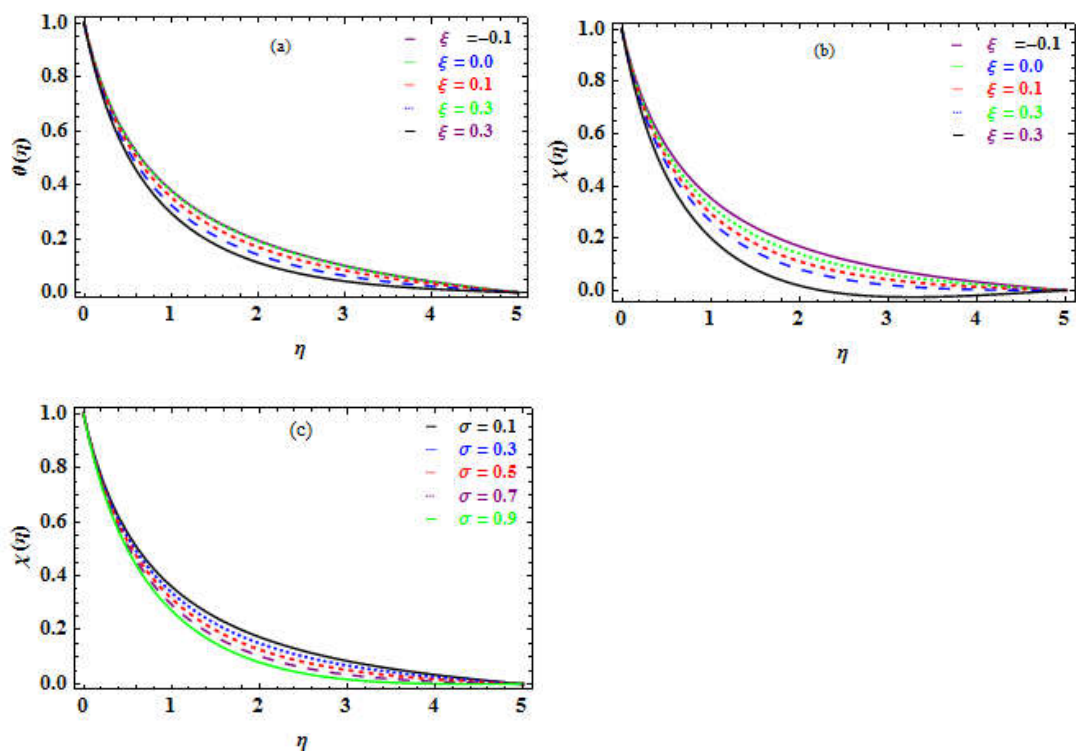 (a)
ξ =-0.1
ξ = 0.0
ξ = 0.1
ξ = 0.3
ξ = 0.3
1.0
0.8
0.6
0.4
0.2
0.0
θ(η)
0 1 2 3 4 5
η
(b)
ξ =-0.1
ξ = 0.0
ξ = 0.1
ξ = 0.3
ξ = 0.3
1.0
0.8
0.6
0.4
0.2
0.0
χ(η)
0 1 2 3 4 5
η
(c)
σ = 0.1
σ = 0.3
σ = 0.5
σ = 0.7
σ = 0.9
1.0
0.8
0.6
0.4
0.2
0.0
χ(η)
0 1 2 3 4 5
η